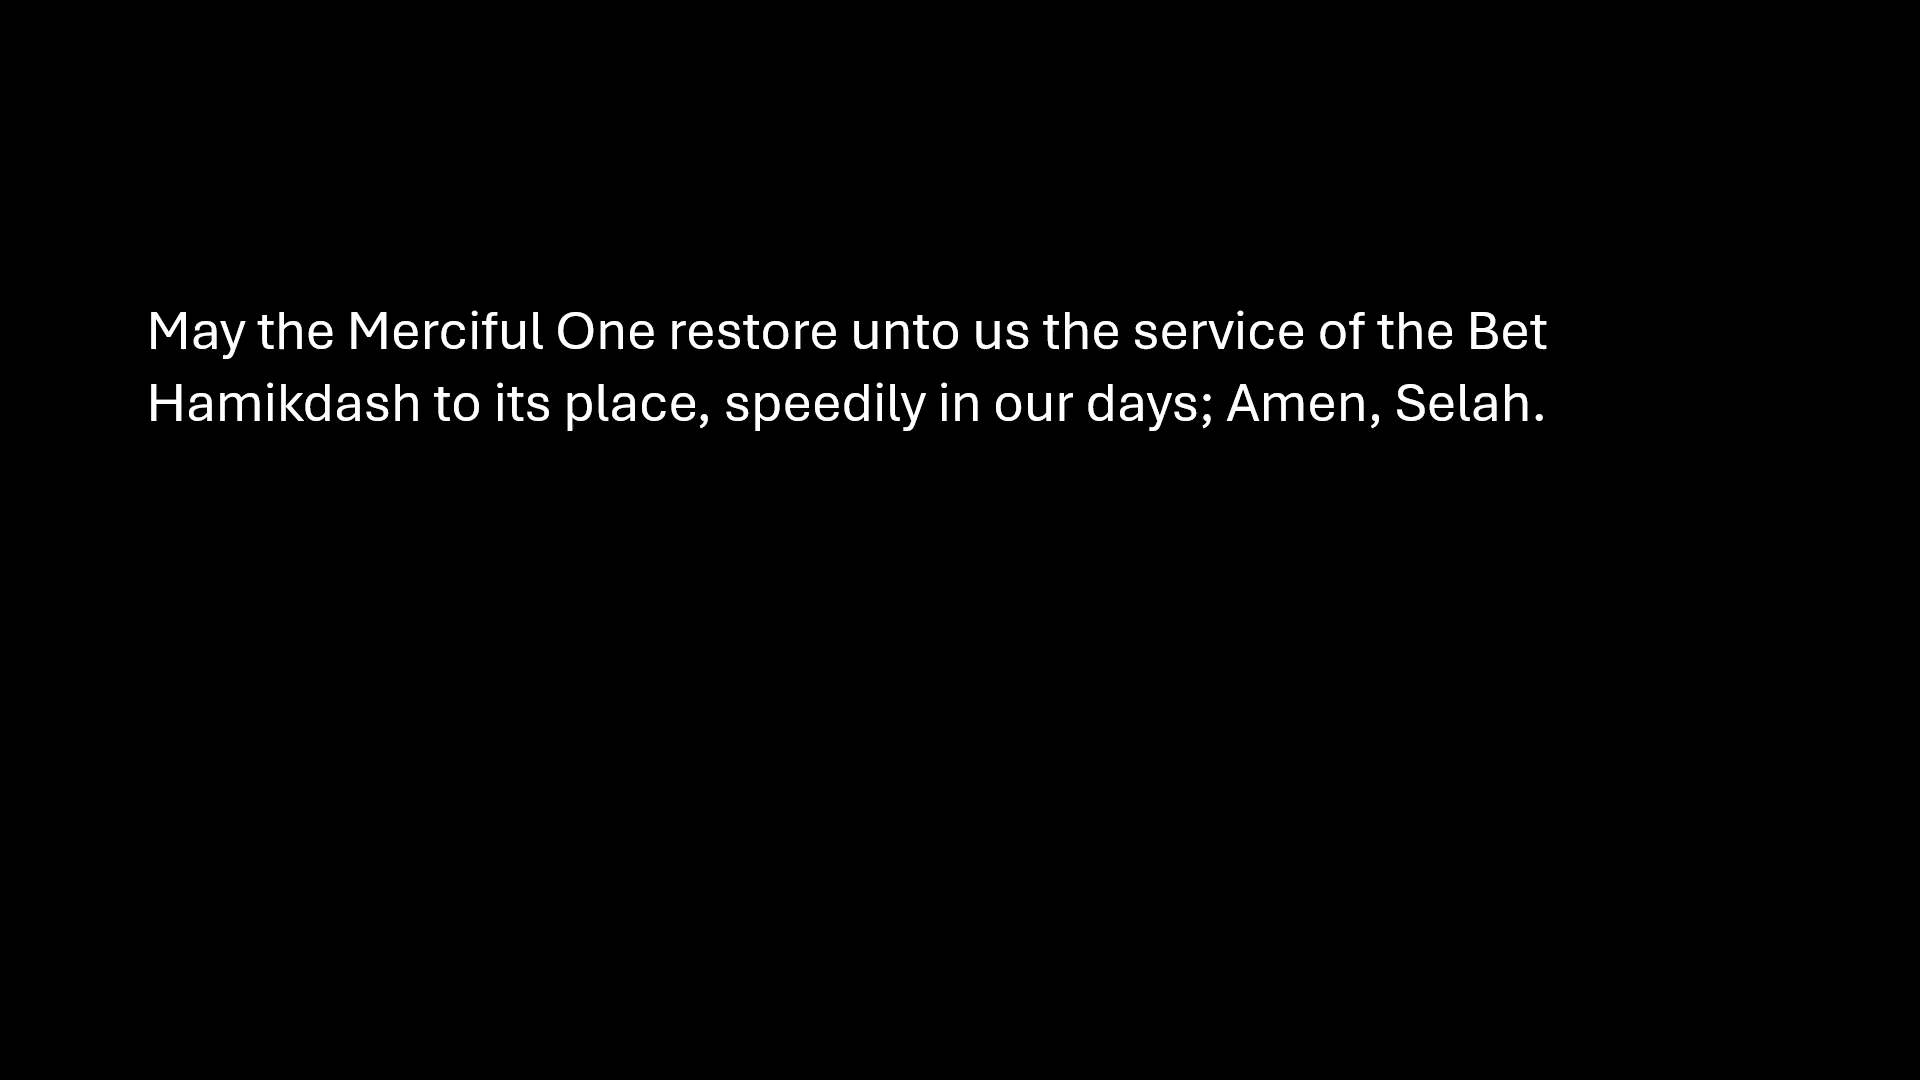 May the Merciful One restore unto us the service of the Bet
Hamikdash to its place, speedily in our days; Amen, Selah.